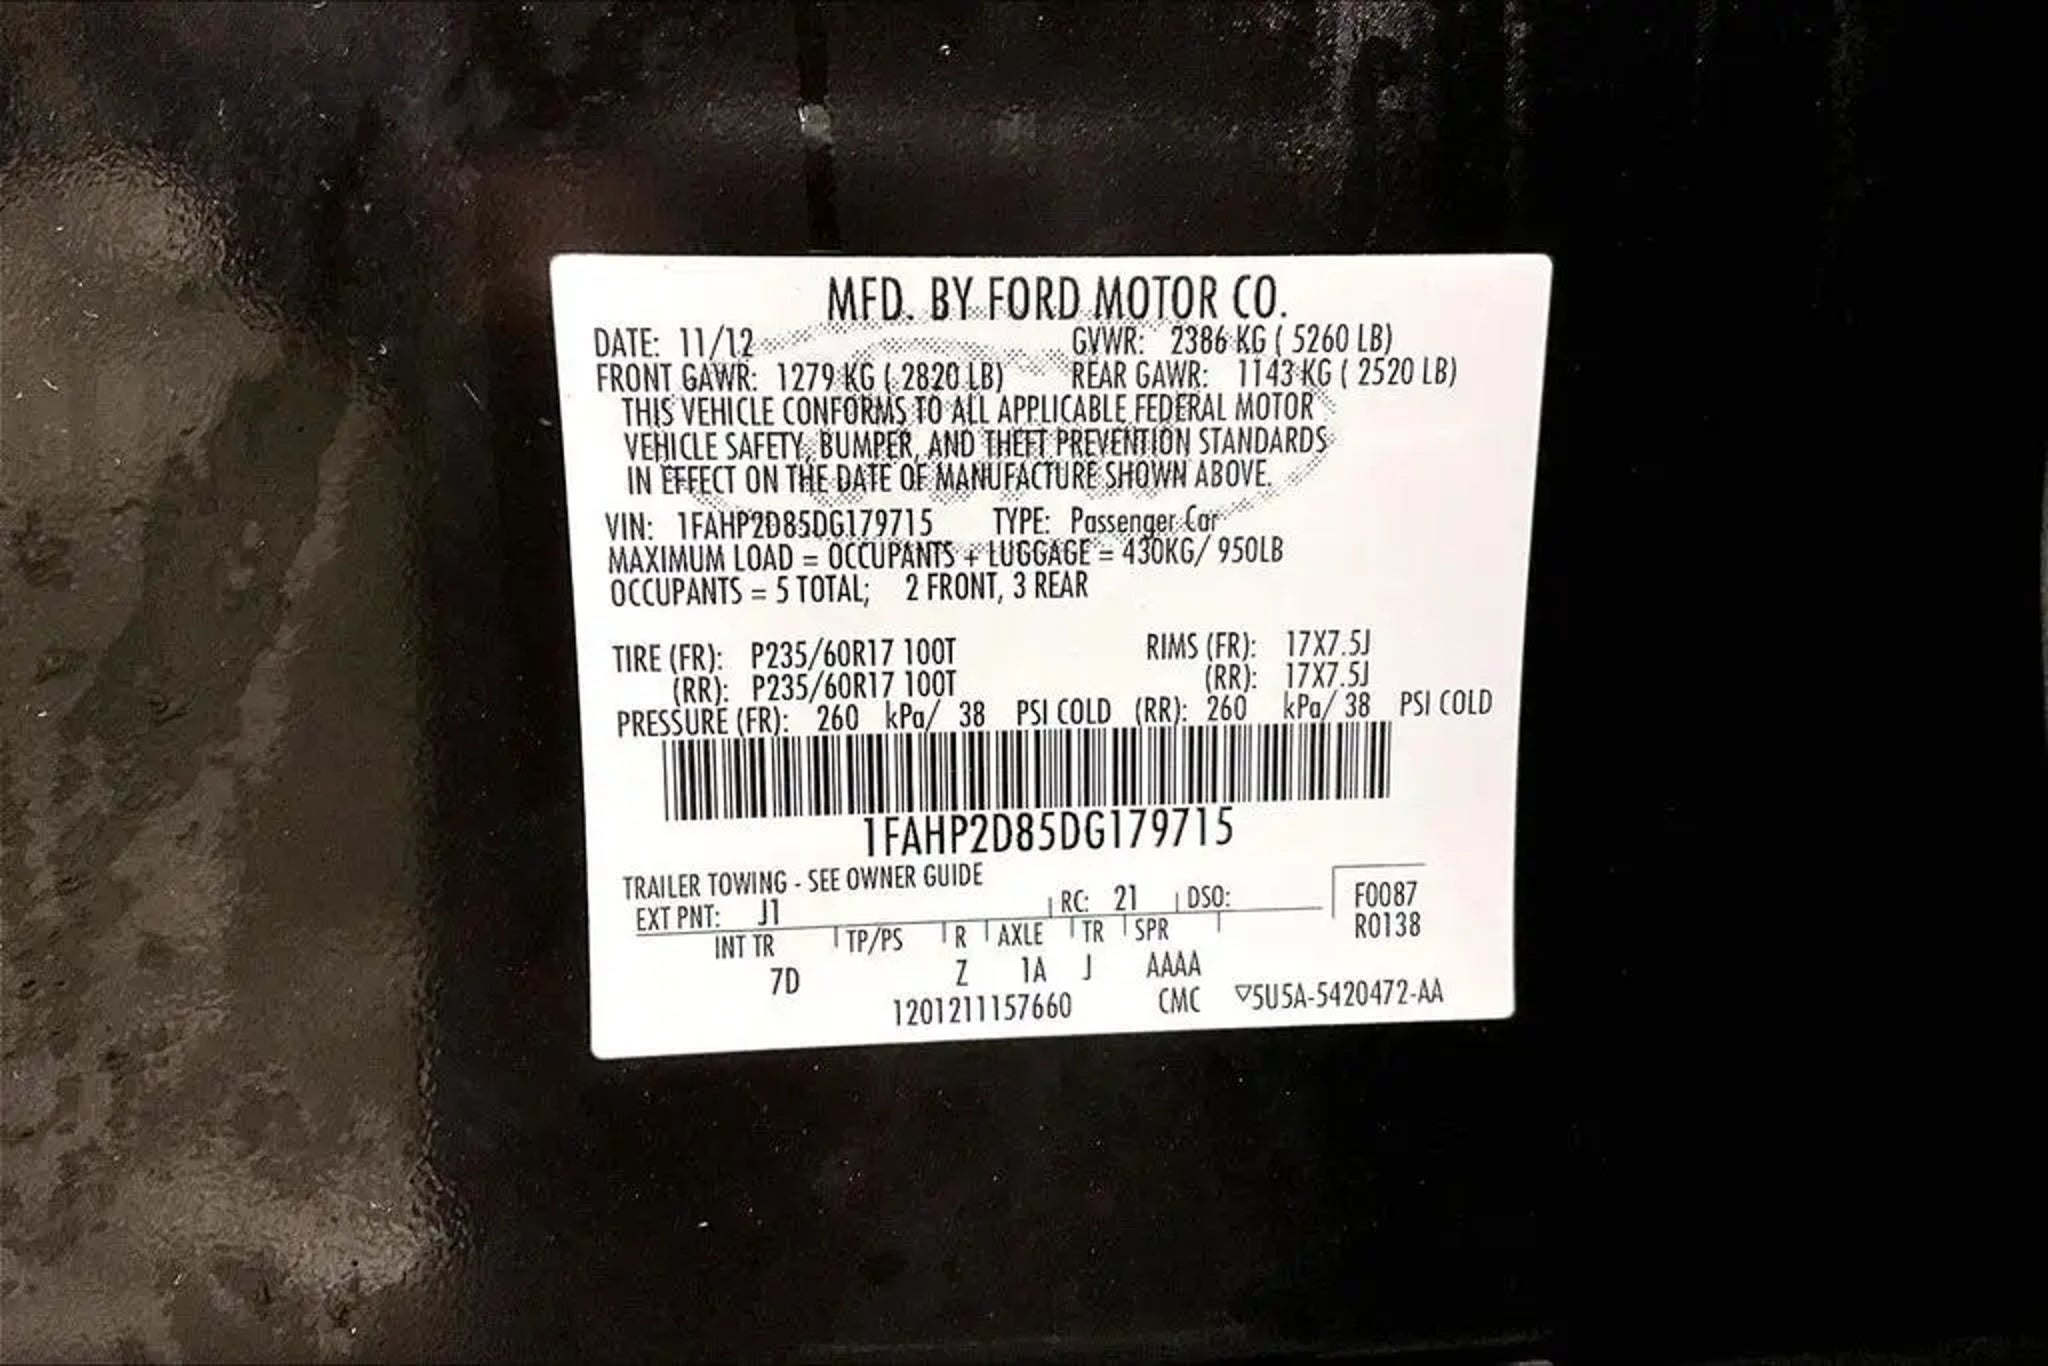 MFD. BY FORD MOTOR CO.
DATE: 11/12 GVWR: 2386 KG ( 5260 LB)
FRONT GAWR: 1279 KG ( 2820 LB) REAR GAWR: 1143 KG ( 2520 LB)
THIS VEHICLE CONFORMS TO ALL APPLICABLE FEDERAL MOTOR
VEHICLE SAFETY, BUMPER, AND THEFT PREVENTION STANDARDS
IN EFFECT ON THE DATE OF MANUFACTURE SHOWN ABOVE.
VIN: 1FAHP2D85DG179715 TYPE: Passenger Car
MAXIMUM LOAD = OCCUPANTS + LUGGAGE = 430KG/ 950LB
OCCUPANTS = 5 TOTAL; 2 FRONT, 3 REAR
TIRE (FR): P235/60R17 100T RIMS (FR): 17X7.5J
(RR): P235/60R17 100T (RR): 17X7.5J
PRESSURE (FR): 260 kPa/ 38 PSI COLD (RR): 260 kPa/ 38 PSI COLD
1FAHP2D85DG179715
TRAILER TOWING - SEE OWNER GUIDE
EXT PNT: J1 RC: 21 DSO: F0087
R0138
INT TR TP/PS R AXLE TR SPR
7D Z 1A J AAAA
1201211157660 CMC ▽5U5A-5420472-AA